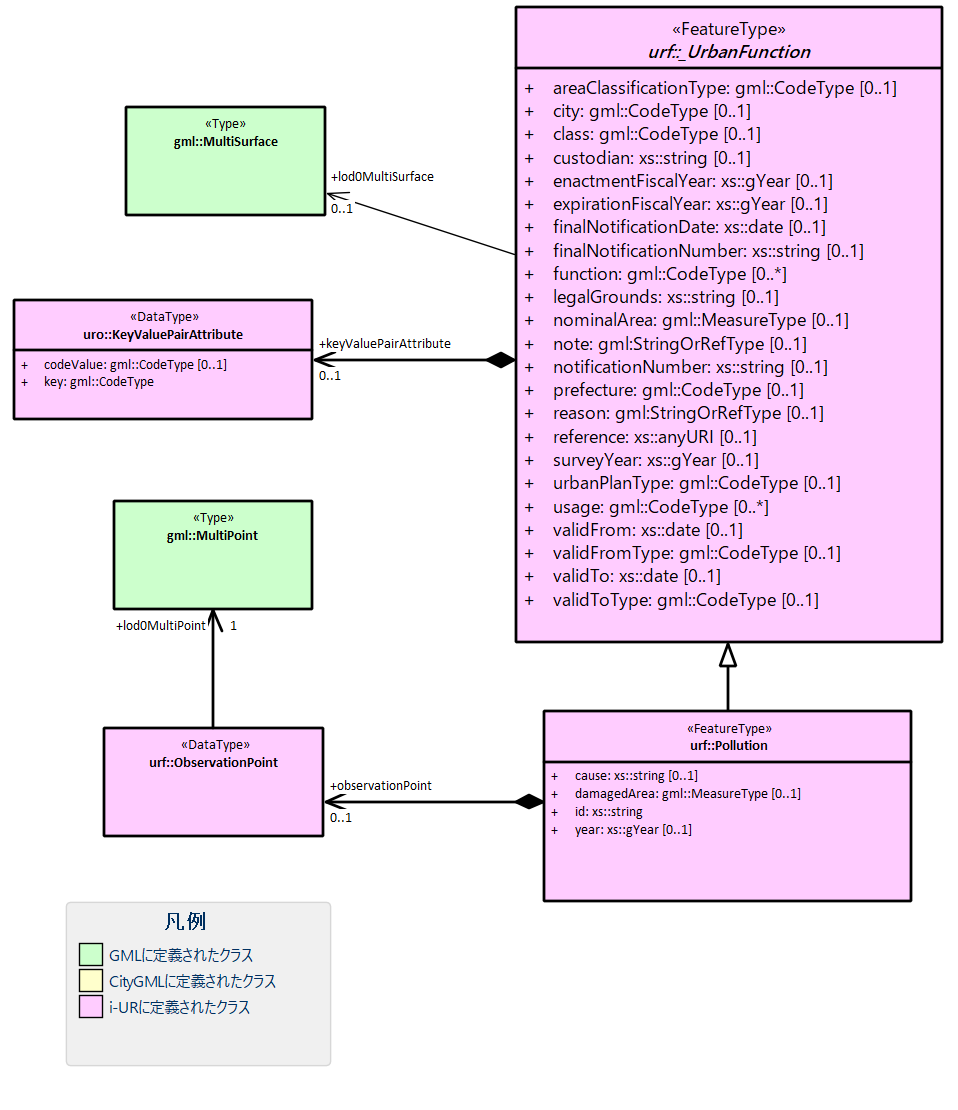 «FeatureType»
urf::_UrbanFunction
+ areaClassificationType: gml::CodeType [0..1]
+ city: gml::CodeType [0..1]
+ class: gml::CodeType [0..1]
+ custodian: xs::string [0..1]
+ enactmentFiscalYear: xs::gYear [0..1]
+ expirationFiscalYear: xs::gYear [0..1]
+ finalNotificationDate: xs::date [0..1]
+ finalNotificationNumber: xs::string [0..1]
+ function: gml::CodeType [0..*]
+ legalGrounds: xs::string [0..1]
+ nominalArea: gml::MeasureType [0..1]
+ note: gml:StringOrRefType [0..1]
+ notificationNumber: xs::string [0..1]
+ prefecture: gml::CodeType [0..1]
+ reason: gml:StringOrRefType [0..1]
+ reference: xs::anyURI [0..1]
+ surveyYear: xs::gYear [0..1]
+ urbanPlanType: gml::CodeType [0..1]
+ usage: gml::CodeType [0..*]
+ validFrom: xs::date [0..1]
+ validFromType: gml::CodeType [0..1]
+ validTo: xs::date [0..1]
+ validToType: gml::CodeType [0..1]
«Type»
gml::MultiSurface
+lod0MultiSurface
0..1
«DataType»
uro::KeyValuePairAttribute
+ codeValue: gml::CodeType [0..1]
+ key: gml::CodeType
+keyValuePairAttribute
0..1
«Type»
gml::MultiPoint
+lod0MultiPoint
1
«DataType»
urf::ObservationPoint
+observationPoint
0..1
«FeatureType»
urf::Pollution
+ cause: xs::string [0..1]
+ damagedArea: gml::MeasureType [0..1]
+ id: xs::string
+ year: xs::gYear [0..1]
凡例
GMLに定義されたクラス
CityGMLに定義されたクラス
i-URに定義されたクラス